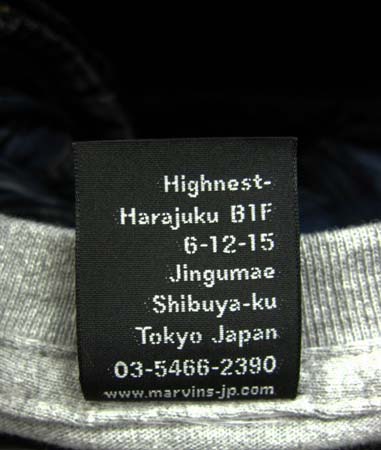 Highnest-
Harajuku B1F
6-12-15
Jingumae
Shibuya-ku
Tokyo Japan
03-5466-2390
www.marvins-jp.com